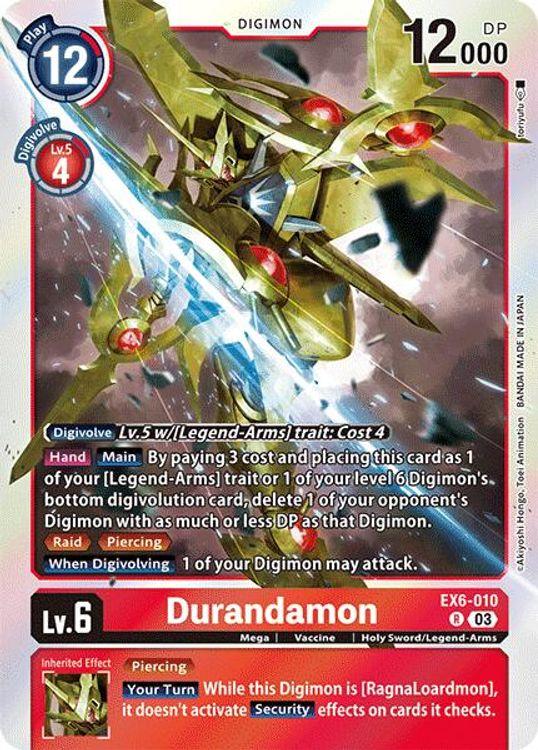 DIGIMON
Play
12
DP
12000
Digivolve
Lv.5
4
toriyufu
BANDAI MADE IN JAPAN
©Akiyoshi Hongo, Toei Animation
Digivolve Lv.5 w/[Legend-Arms] trait: Cost 4
Hand Main By paying 3 cost and placing this card as 1
of your [Legend-Arms] trait or 1 of your level 6 Digimon's
bottom digivolution card, delete 1 of your opponent's
Digimon with as much or less DP as that Digimon.
Raid Piercing
When Digivolving 1 of your Digimon may attack.
Lv.6
Durandamon
EX6-010
R 03
Mega | Vaccine | Holy Sword/Legend-Arms
Inherited Effect
Piercing
Your Turn While this Digimon is [RagnaLoardmon],
it doesn't activate Security effects on cards it checks.